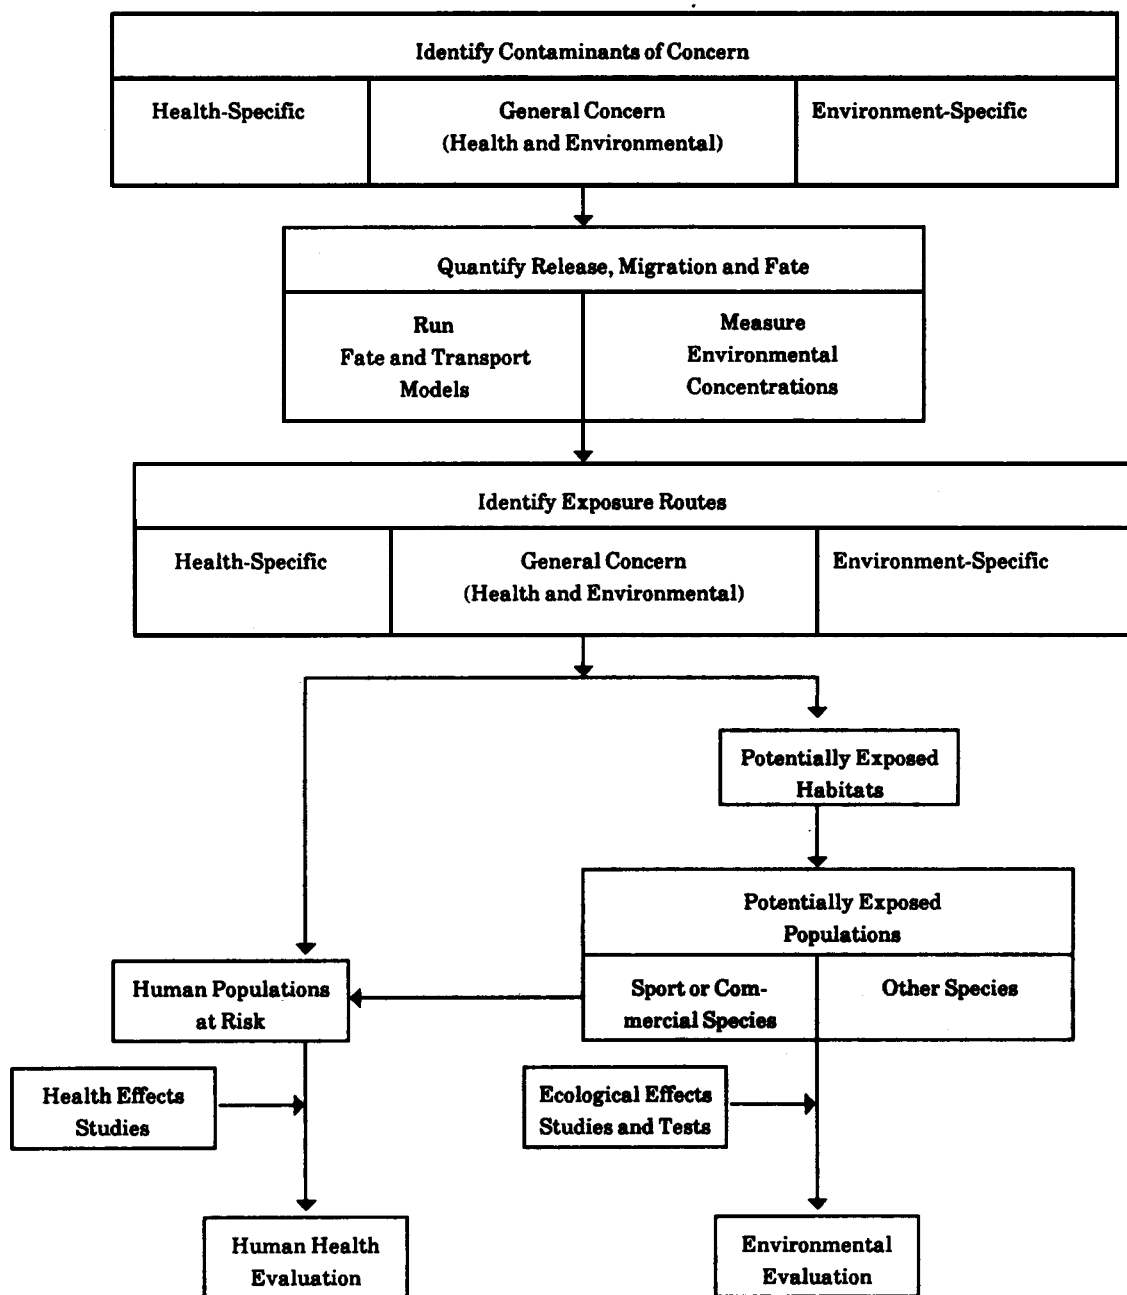 Identify Contaminants of Concern
Health-Specific
General Concern
(Health and Environmental)
Environment-Specific
Quantify Release, Migration and Fate
Run
Fate and Transport
Models
Measure
Environmental
Concentrations
Identify Exposure Routes
Health-Specific
General Concern
(Health and Environmental)
Environment-Specific
Potentially Exposed
Habitats
Potentially Exposed
Populations
Sport or Com-
mercial Species
Other Species
Human Populations
at Risk
Health Effects
Studies
Ecological Effects
Studies and Tests
Human Health
Evaluation
Environmental
Evaluation